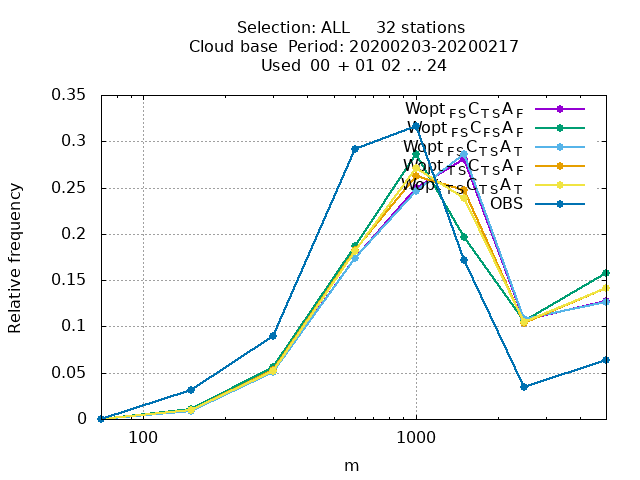 Selection: ALL 32 stations
Cloud base Period: 20200203-20200217
Used 00 + 01 02 ... 24
0.35
0.3
0.25
0.2
0.15
0.1
0.05
0
Relative frequency
Wopt FS C TS A F
Wopt FS C FS A F
Wopt FS C TS A T
Wopt TS C TS A F
Wopt TS C TS A T
OBS
100
1000
m